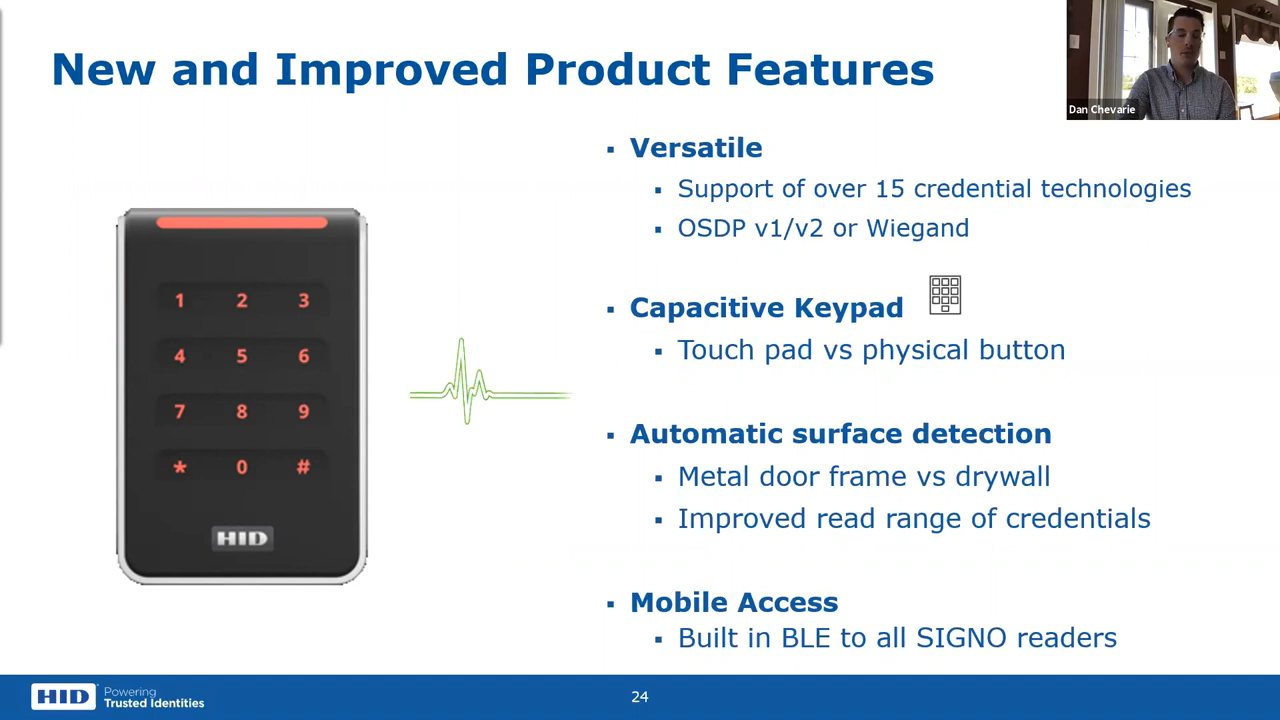 New and Improved Product Features
Dan Chevarie
▪ Versatile
▪ Support of over 15 credential technologies
▪ OSDP v1/v2 or Wiegand
▪ Capacitive Keypad
▪ Touch pad vs physical button
▪ Automatic surface detection
▪ Metal door frame vs drywall
▪ Improved read range of credentials
▪ Mobile Access
▪ Built in BLE to all SIGNO readers
1 2 3
4 5 6
7 8 9
* 0 #
HID
HID
Powering
Trusted Identities
24